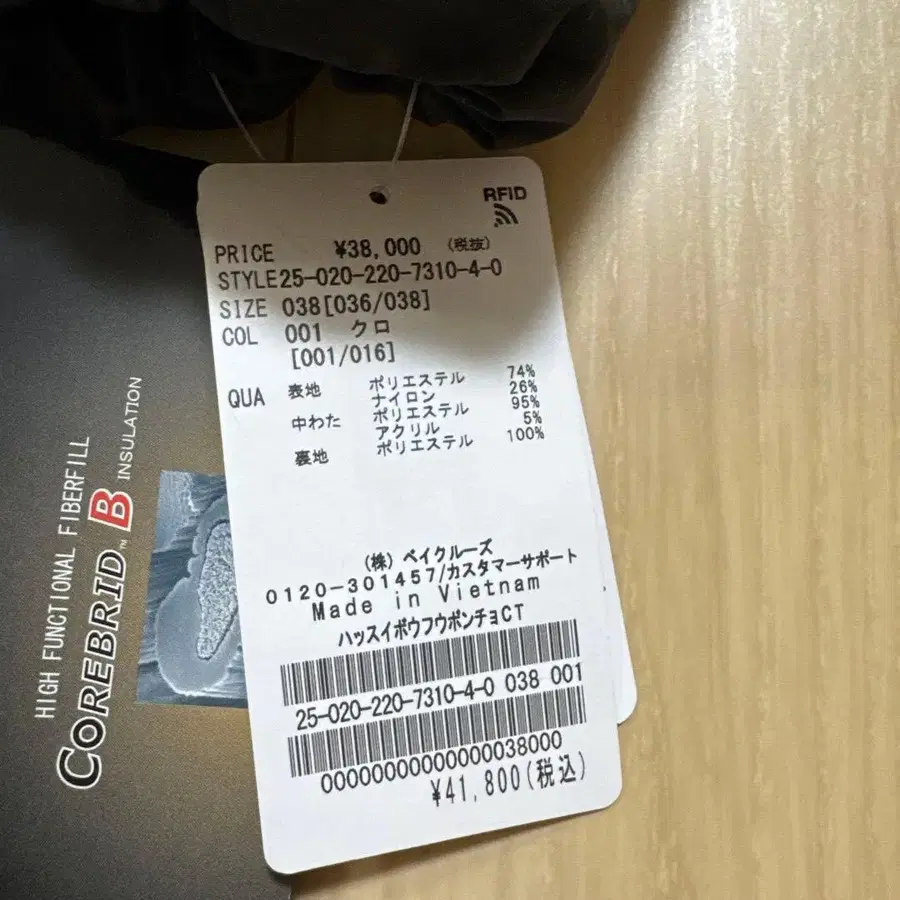 RFID
PRICE ¥38,000 (税抜)
STYLE 25-020-220-7310-4-0
SIZE 038[036/038]
COL 001 クロ
[001/016]
QUA 表地 ポリエステル 74%
ナイロン 26%
中わた ポリエステル 95%
アクリル 5%
裏地 ポリエステル 100%
(株) ベイクルーズ
0120-301457/カスタマーサポート
Made in Vietnam
ハッスイボウフウポンチョCT
25-020-220-7310-4-0 038 001
00000000000000038000
¥41,800(税込)
HIGH FUNCTIONAL FIBERFILL
COREBRID™ B INSULATION